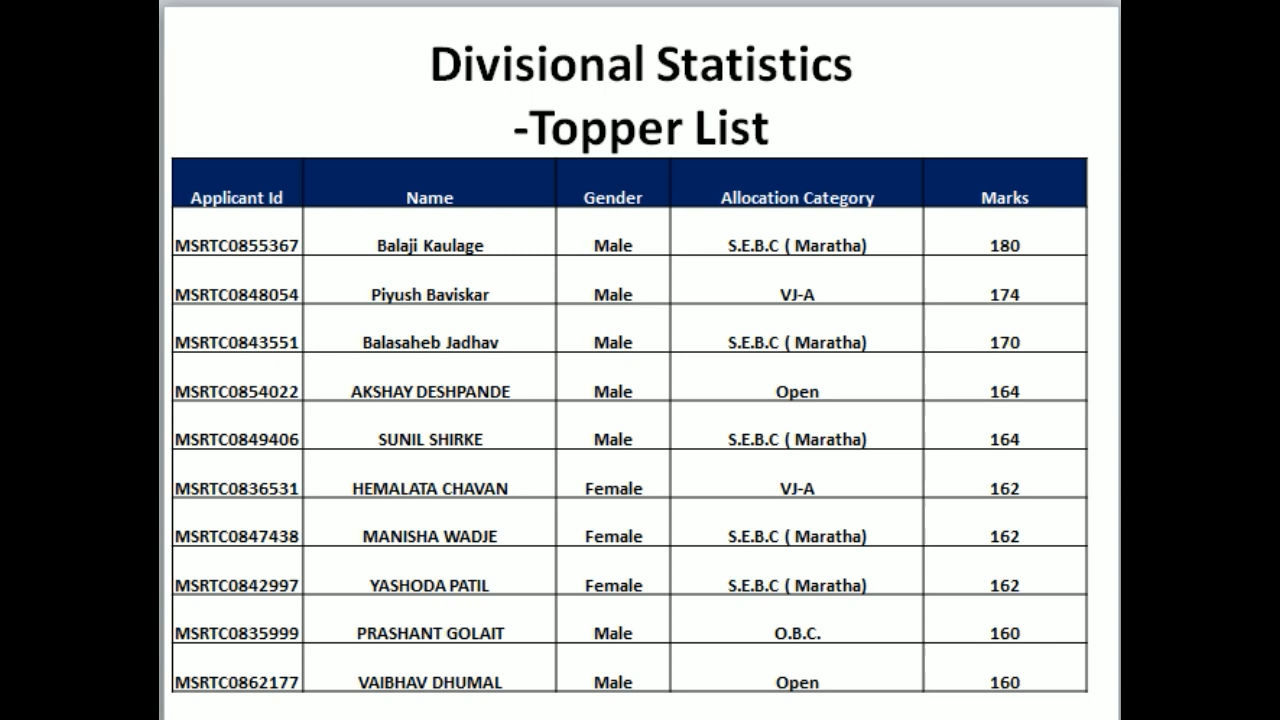 Divisional Statistics
-Topper List
Applicant Id Name Gender Allocation Category Marks
MSRTC0855367 Balaji Kaulage Male S.E.B.C ( Maratha) 180
MSRTC0848054 Piyush Baviskar Male VJ-A 174
MSRTC0843551 Balasaheb Jadhav Male S.E.B.C ( Maratha) 170
MSRTC0854022 AKSHAY DESHPANDE Male Open 164
MSRTC0849406 SUNIL SHIRKE Male S.E.B.C ( Maratha) 164
MSRTC0836531 HEMALATA CHAVAN Female VJ-A 162
MSRTC0847438 MANISHA WADJE Female S.E.B.C ( Maratha) 162
MSRTC0842997 YASHODA PATIL Female S.E.B.C ( Maratha) 162
MSRTC0835999 PRASHANT GOLAIT Male O.B.C. 160
MSRTC0862177 VAIBHAV DHUMAL Male Open 160